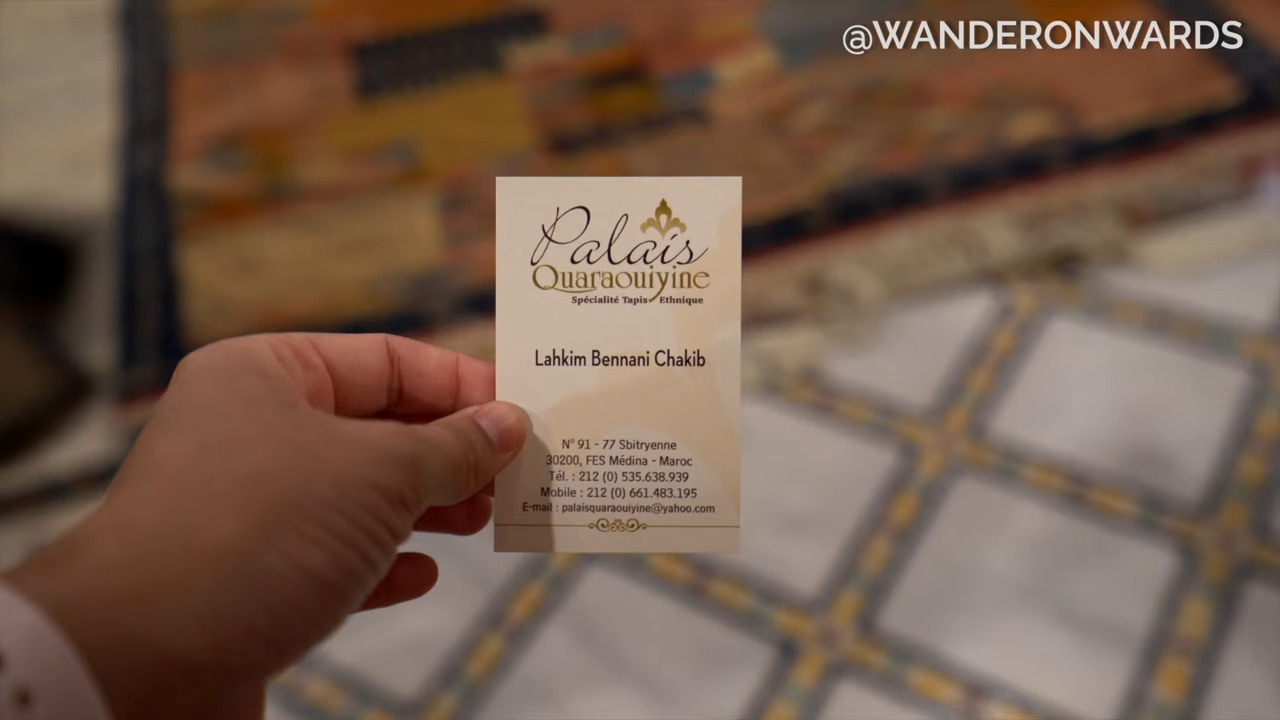 @WANDERONWARDS
Palais
Quaraouiyine
Spécialité Tapis Ethnique
Lahkim Bennani Chakib
N° 91 - 77 Sbitryenne
30200, FES Médina - Maroc
Tél. : 212 (0) 535.638.939
Mobile : 212 (0) 661.483.195
E-mail : palaisquaraouiyine@yahoo.com